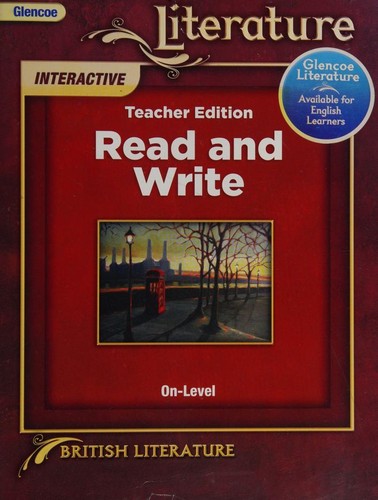 Glencoe
Literature
INTERACTIVE
Glencoe
Literature
Available for
English
Learners
Teacher Edition
Read and
Write
On-Level
BRITISH LITERATURE